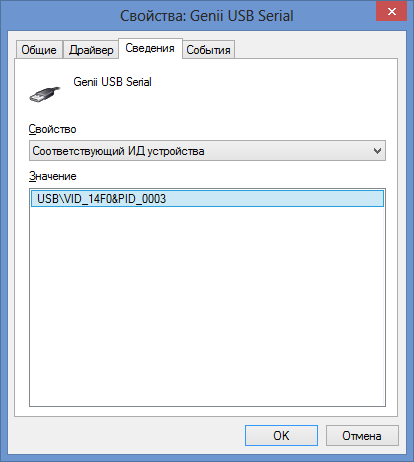 Свойства: Genii USB Serial
Общие Драйвер Сведения События
Genii USB Serial
Свойство
Соответствующий ИД устройства
Значение
USB\VID_14F0&PID_0003
OK Отмена